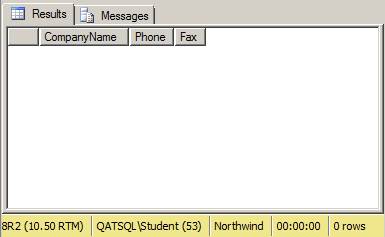 Results Messages
CompanyName Phone Fax
8R2 (10.50 RTM) QATSQL\Student (53) Northwind 00:00:00 0 rows